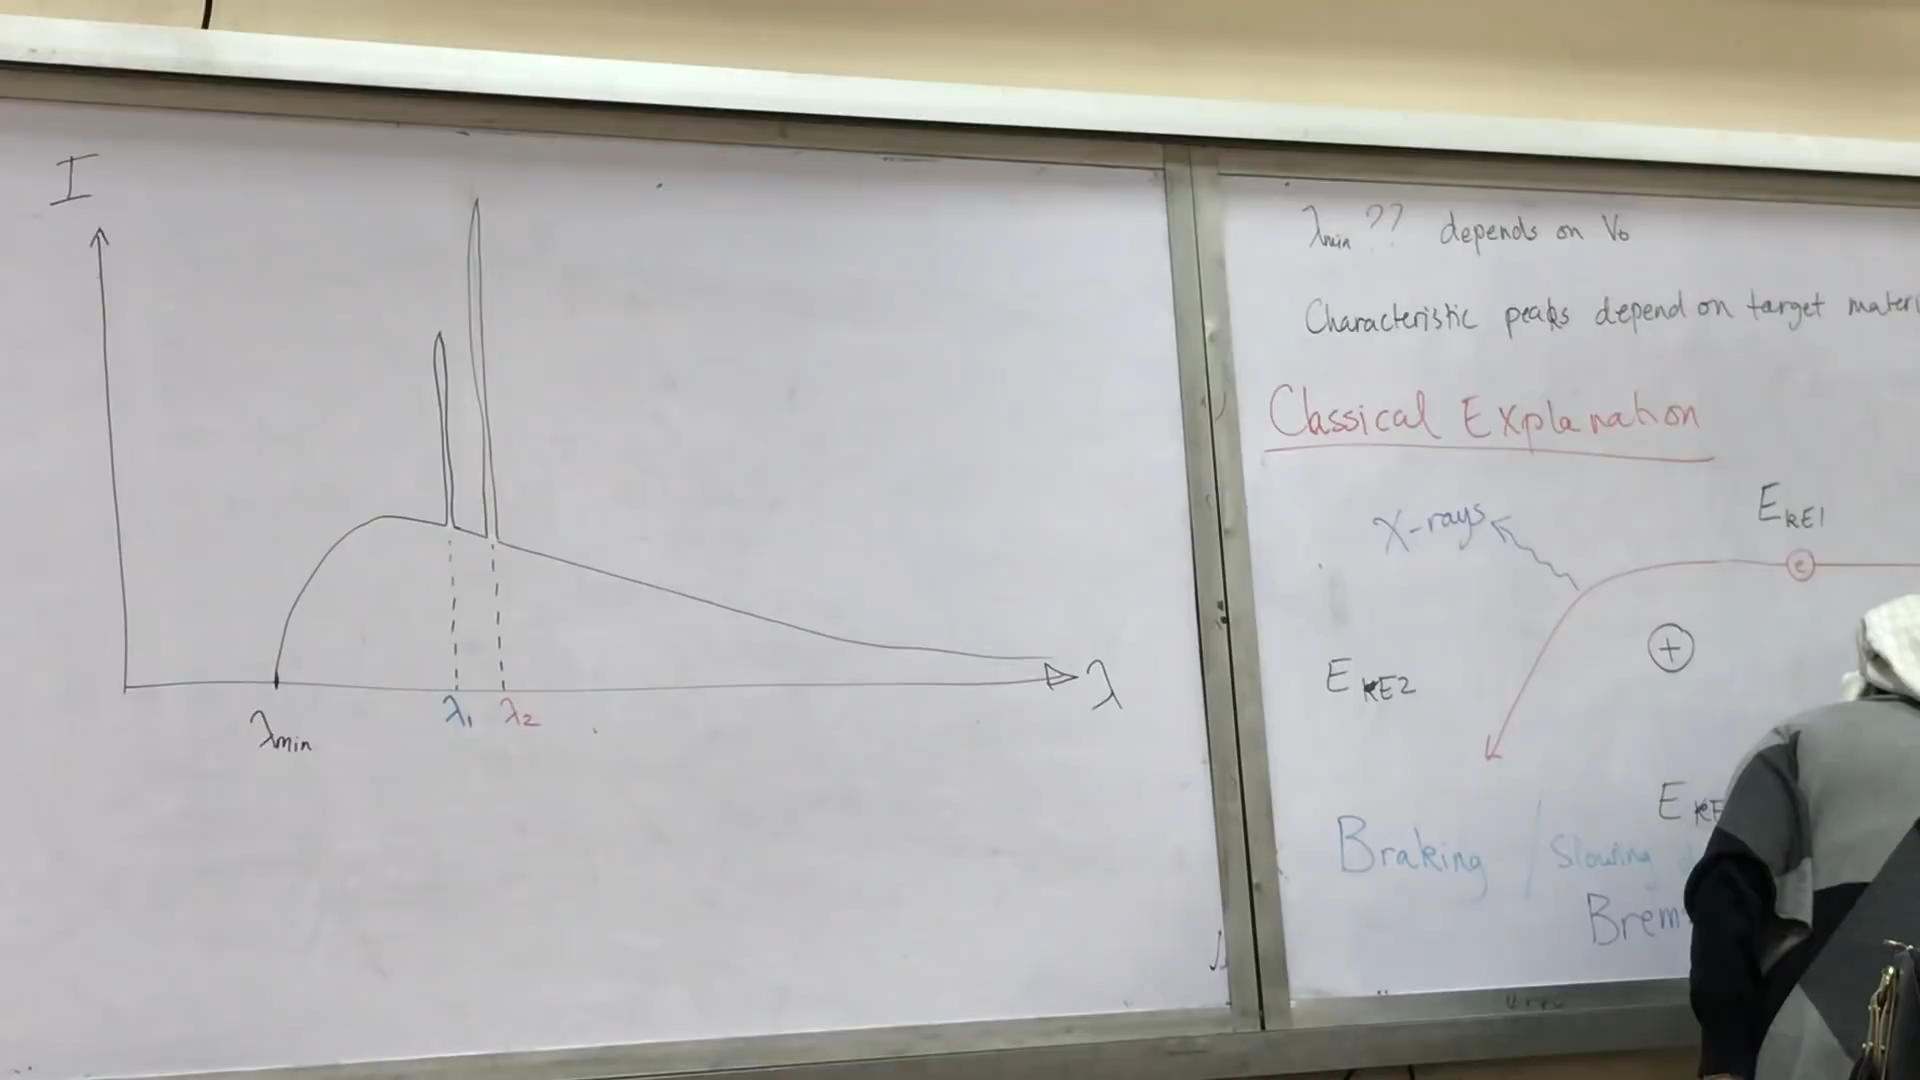 I
λ
λ₁ λ₂
λmin
λmin ?? depends on V₀
Characteristic peaks depend on target
Classical Explanation
X-rays
EKE1
e
+
EKE2
Braking / Slowing